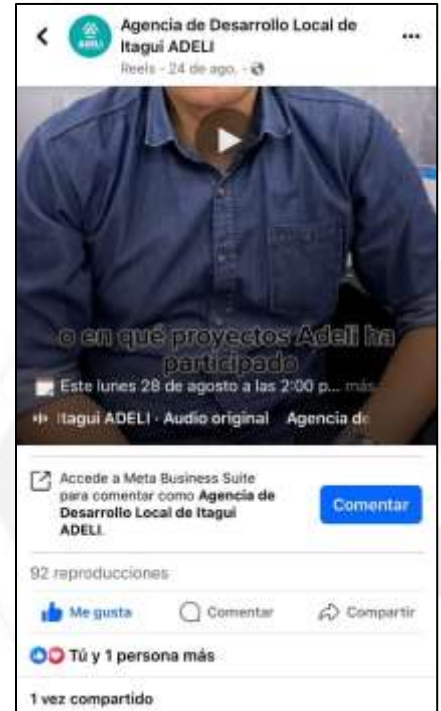 Agencia de Desarrollo Local de
Itagui ADELI
ADELI
Reels - 24 de ago. -
o en qué proyectos Adeli ha
participado
Este lunes 28 de agosto a las 2:00 p... más
Itagui ADELI · Audio original Agencia de
Accede a Meta Business Suite
para comentar como Agencia de
Desarrollo Local de Itagui
ADELI.
Comentar
92 reproducciones
Me gusta Comentar Compartir
Tú y 1 persona más
1 vez compartido